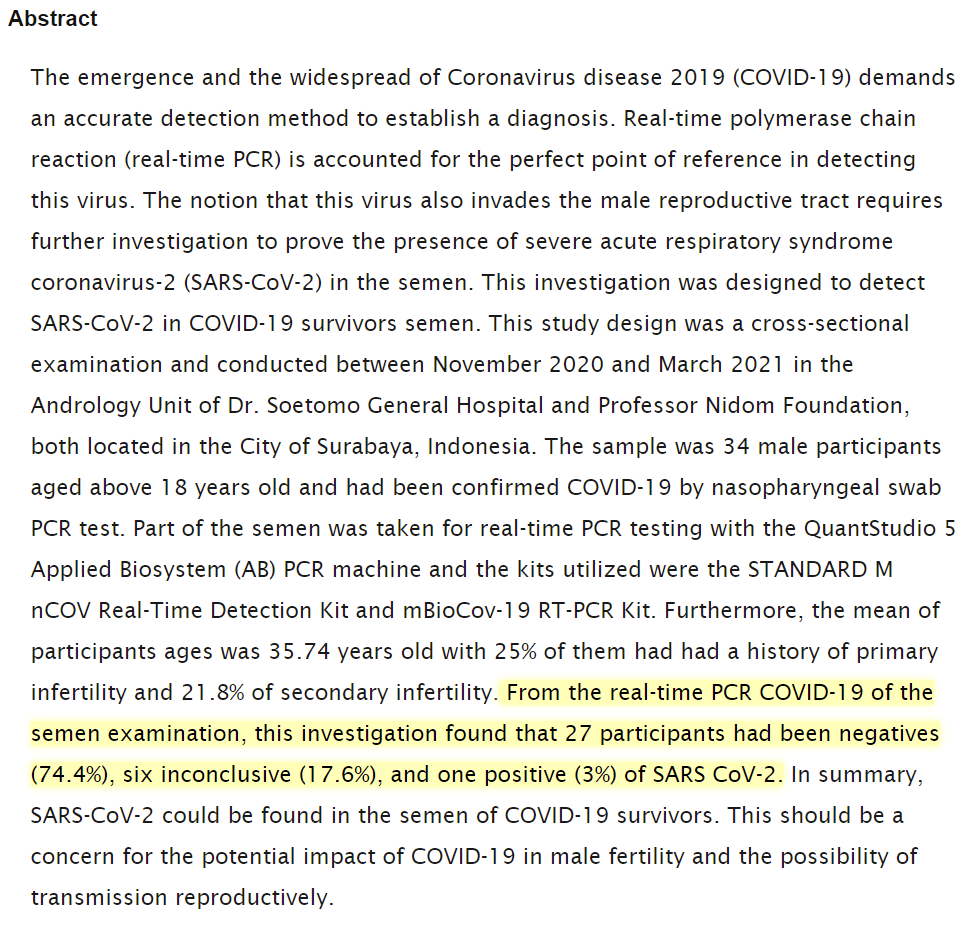 Abstract
The emergence and the widespread of Coronavirus disease 2019 (COVID-19) demands
an accurate detection method to establish a diagnosis. Real-time polymerase chain
reaction (real-time PCR) is accounted for the perfect point of reference in detecting
this virus. The notion that this virus also invades the male reproductive tract requires
further investigation to prove the presence of severe acute respiratory syndrome
coronavirus-2 (SARS-CoV-2) in the semen. This investigation was designed to detect
SARS-CoV-2 in COVID-19 survivors semen. This study design was a cross-sectional
examination and conducted between November 2020 and March 2021 in the
Andrology Unit of Dr. Soetomo General Hospital and Professor Nidom Foundation,
both located in the City of Surabaya, Indonesia. The sample was 34 male participants
aged above 18 years old and had been confirmed COVID-19 by nasopharyngeal swab
PCR test. Part of the semen was taken for real-time PCR testing with the QuantStudio 5
Applied Biosystem (AB) PCR machine and the kits utilized were the STANDARD M
nCOV Real-Time Detection Kit and mBioCov-19 RT-PCR Kit. Furthermore, the mean of
participants ages was 35.74 years old with 25% of them had had a history of primary
infertility and 21.8% of secondary infertility. From the real-time PCR COVID-19 of the
semen examination, this investigation found that 27 participants had been negatives
(74.4%), six inconclusive (17.6%), and one positive (3%) of SARS CoV-2. In summary,
SARS-CoV-2 could be found in the semen of COVID-19 survivors. This should be a
concern for the potential impact of COVID-19 in male fertility and the possibility of
transmission reproductively.